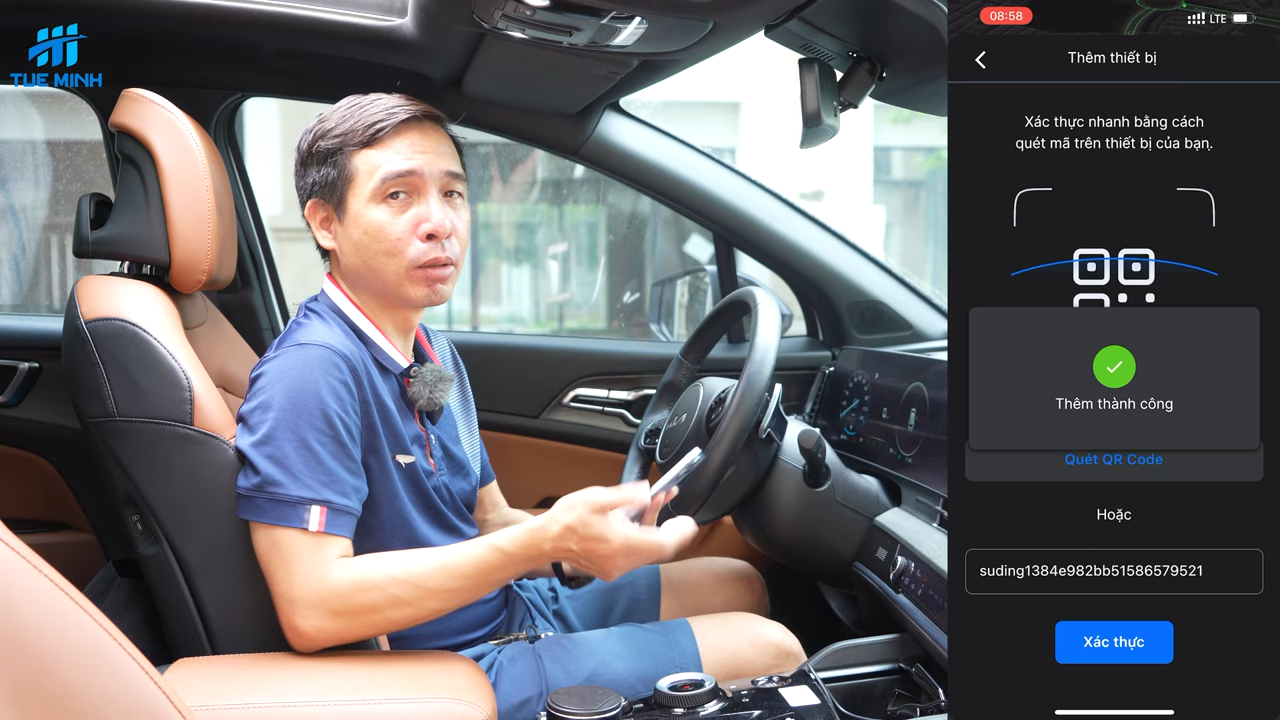 TUE MINH
KIA
08:58
LTE
Thêm thiết bị
Xác thực nhanh bằng cách
quét mã trên thiết bị của bạn.
Thêm thành công
Quét QR Code
Hoặc
suding1384e982bb51586579521
Xác thực